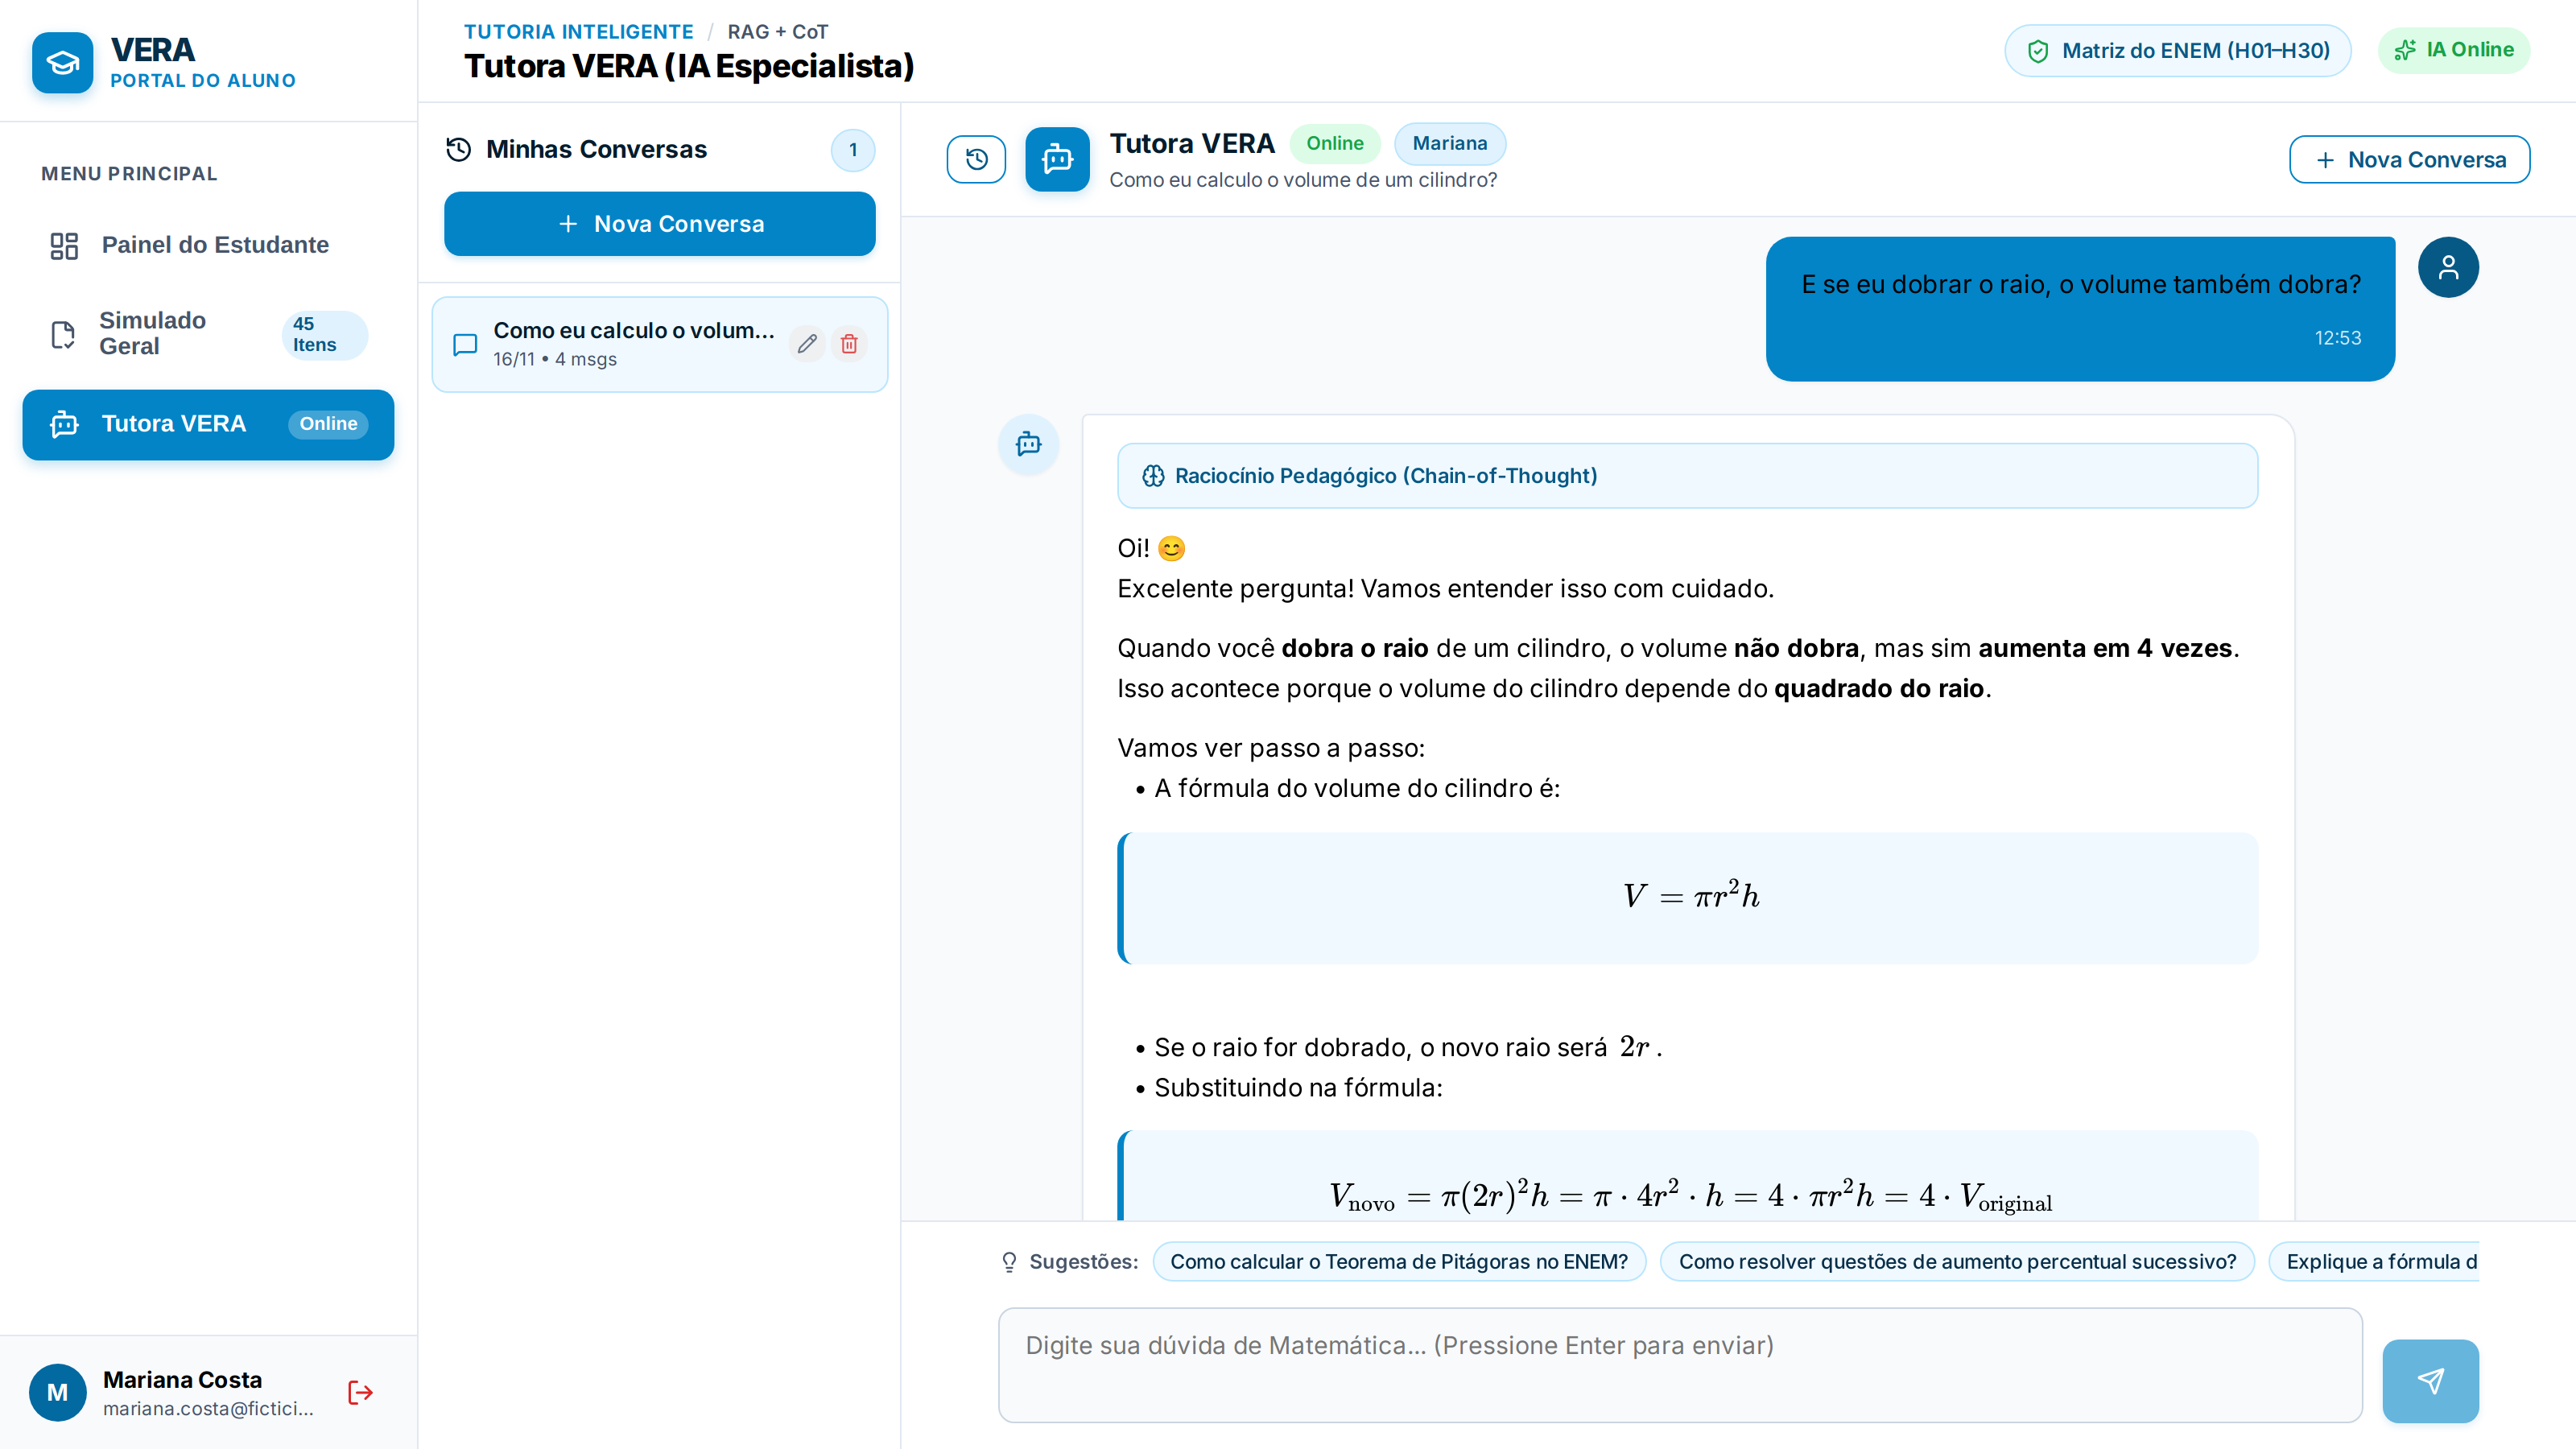 VERA
PORTAL DO ALUNO
MENU PRINCIPAL
Painel do Estudante
Simulado
Geral
45
Itens
Tutora VERA
Online
Mariana Costa
M
mariana.costa@fictici...
TUTORIA INTELIGENTE / RAG + CoT
Tutora VERA (IA Especialista)
Matriz do ENEM (H01–H30)
IA Online
Minhas Conversas
1
+ Nova Conversa
Como eu calculo o volum...
16/11 • 4 msgs
Tutora VERA
Online
Mariana
Como eu calculo o volume de um cilindro?
+ Nova Conversa
E se eu dobrar o raio, o volume também dobra?
12:53
Raciocínio Pedagógico (Chain-of-Thought)
Oi! 😊
Excelente pergunta! Vamos entender isso com cuidado.
Quando você dobra o raio de um cilindro, o volume não dobra, mas sim aumenta em 4 vezes.
Isso acontece porque o volume do cilindro depende do quadrado do raio.
Vamos ver passo a passo:
• A fórmula do volume do cilindro é:
V = πr²h
• Se o raio for dobrado, o novo raio será 2r .
• Substituindo na fórmula:
V_novo = π(2r)²h = π · 4r² · h = 4 · πr²h = 4 · V_original
Sugestões:
Como calcular o Teorema de Pitágoras no ENEM?
Como resolver questões de aumento percentual sucessivo?
Explique a fórmula d
Digite sua dúvida de Matemática... (Pressione Enter para enviar)